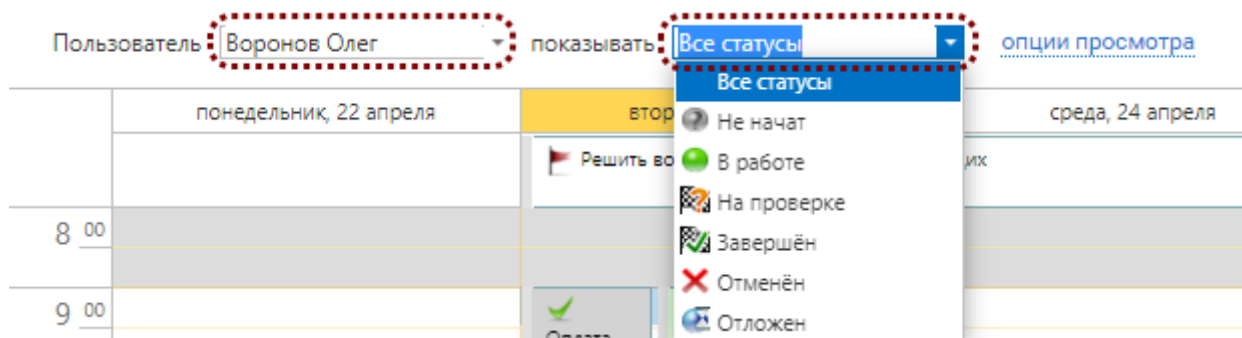 Пользователь Воронов Олег показывать Все статусы опции просмотра
Все статусы
понедельник, 22 апреля втор среда, 24 апреля
Не начат
Решить во В работе их
На проверке
8 00
Завершён
Отменён
9 00
Отложен